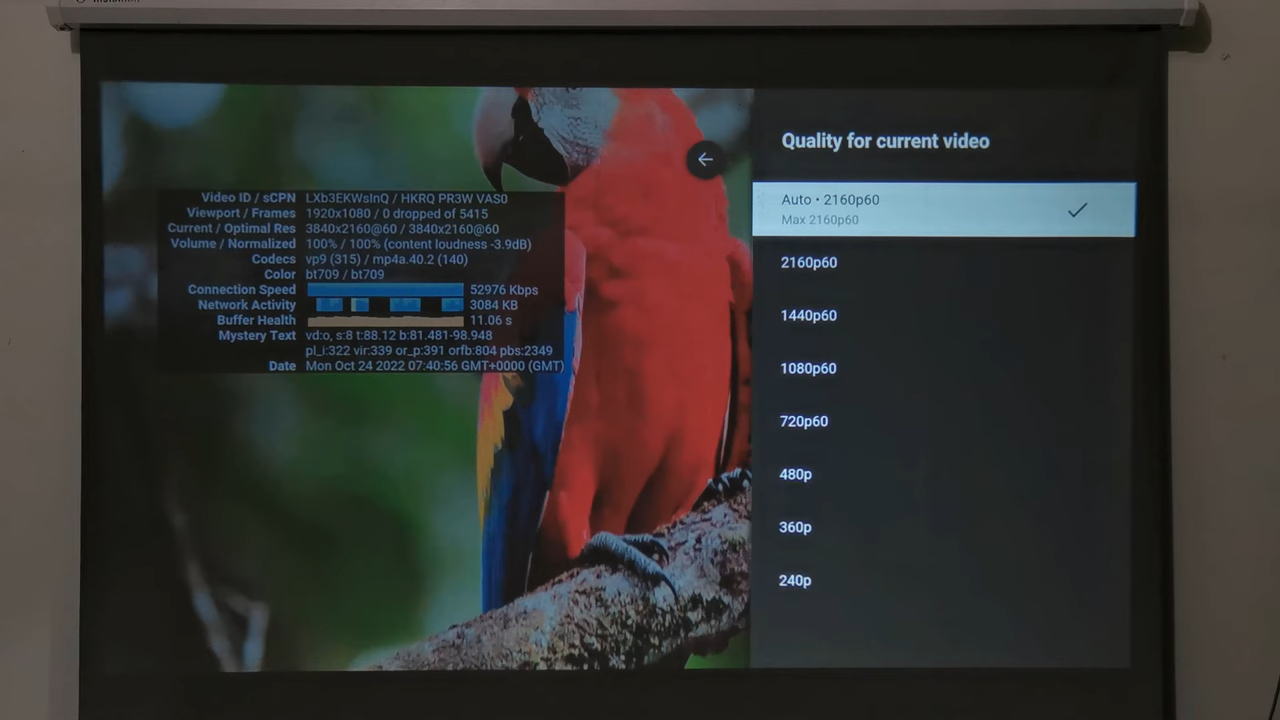 Video ID / sCPN LXb3EKWsInQ / HKRQ PR3W VAS0
Viewport / Frames 1920x1080 / 0 dropped of 5415
Current / Optimal Res 3840x2160@60 / 3840x2160@60
Volume / Normalized 100% / 100% (content loudness -3.9dB)
Codecs vp9 (315) / mp4a.40.2 (140)
Color bt709 / bt709
Connection Speed 52976 Kbps
Network Activity 3084 KB
Buffer Health 11.06 s
Mystery Text vd:o, s:8 t:88.12 b:81.481-98.948
pl_i:322 vir:339 or_p:391 orfb:804 pbs:2349
Date Mon Oct 24 2022 07:40:56 GMT+0000 (GMT)
Quality for current video
Auto • 2160p60
Max 2160p60
2160p60
1440p60
1080p60
720p60
480p
360p
240p